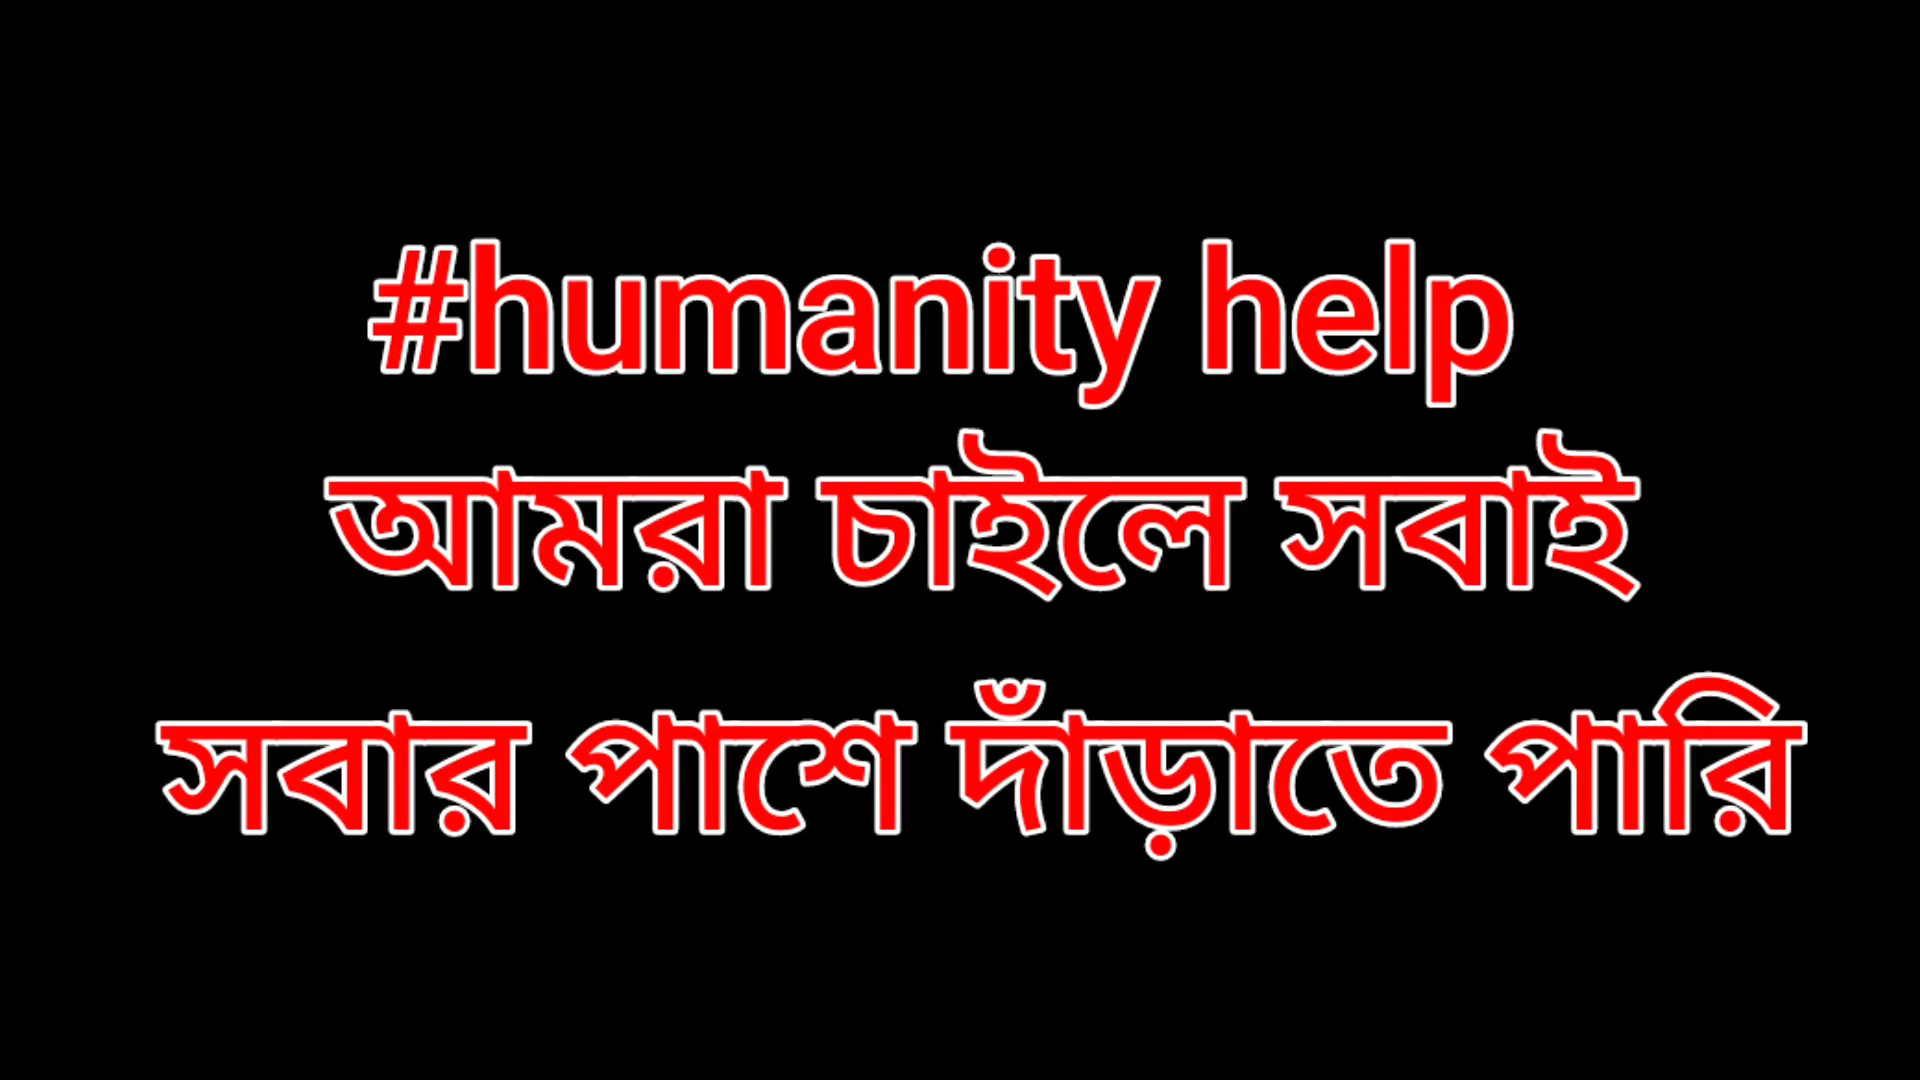 #humanity help
আমরা চাইলে সবাই
সবার পাশে দাঁড়াতে পারি